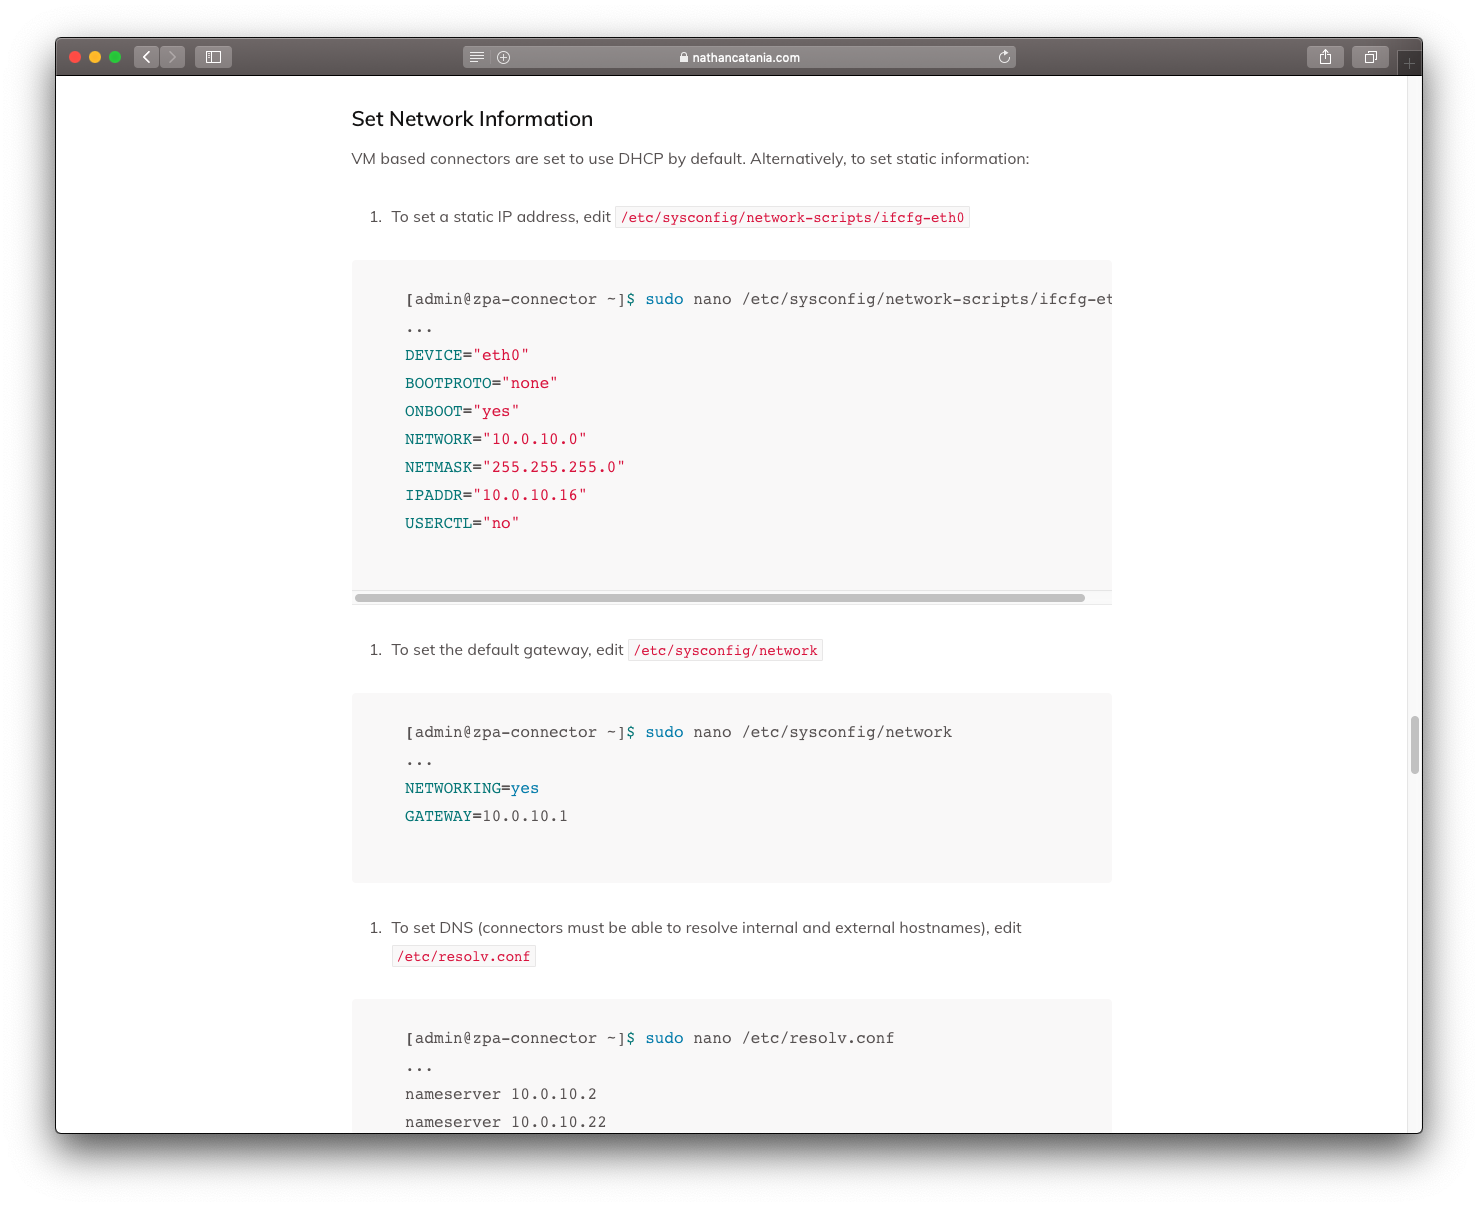 nathancatania.com
Set Network Information
VM based connectors are set to use DHCP by default. Alternatively, to set static information:
1. To set a static IP address, edit /etc/sysconfig/network-scripts/ifcfg-eth0
[admin@zpa-connector ~]$ sudo nano /etc/sysconfig/network-scripts/ifcfg-et
...
DEVICE="eth0"
BOOTPROTO="none"
ONBOOT="yes"
NETWORK="10.0.10.0"
NETMASK="255.255.255.0"
IPADDR="10.0.10.16"
USERCTL="no"
1. To set the default gateway, edit /etc/sysconfig/network
[admin@zpa-connector ~]$ sudo nano /etc/sysconfig/network
...
NETWORKING=yes
GATEWAY=10.0.10.1
1. To set DNS (connectors must be able to resolve internal and external hostnames), edit
/etc/resolv.conf
[admin@zpa-connector ~]$ sudo nano /etc/resolv.conf
...
nameserver 10.0.10.2
nameserver 10.0.10.22